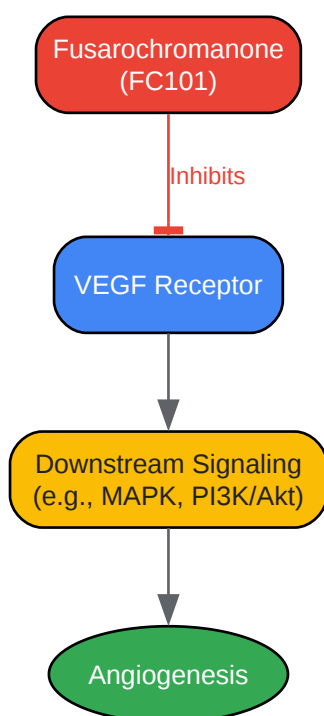 Fusarochromanone
(FC101)
Inhibits
VEGF Receptor
Downstream Signaling
(e.g., MAPK, PI3K/Akt)
Angiogenesis